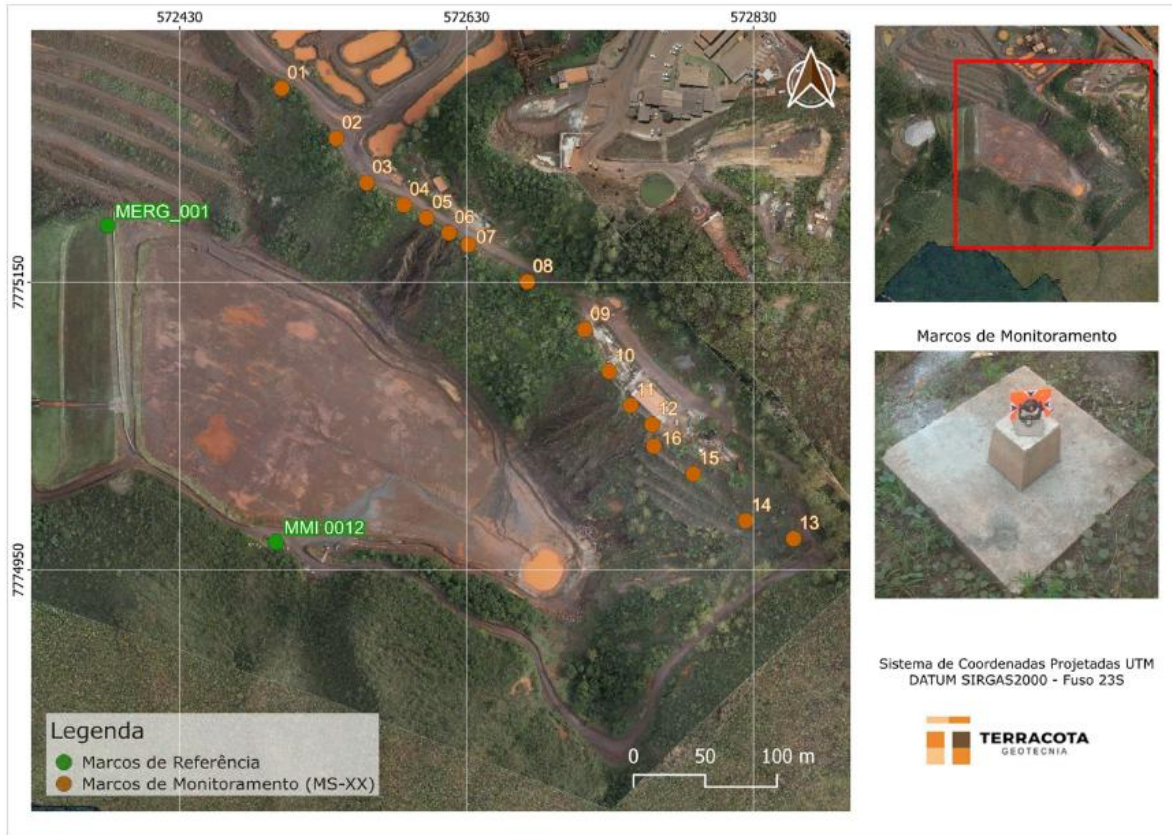 572430
572630
572830
7775150
7774950
01
02
03
04
05
06
07
08
09
10
11
12
16
15
14
13
MERG_001
MMI 0012
Legenda
Marcos de Referência
Marcos de Monitoramento (MS-XX)
0 50 100 m
Marcos de Monitoramento
Sistema de Coordenadas Projetadas UTM
DATUM SIRGAS2000 - Fuso 23S
TERRACOTA
GEOTECNIA